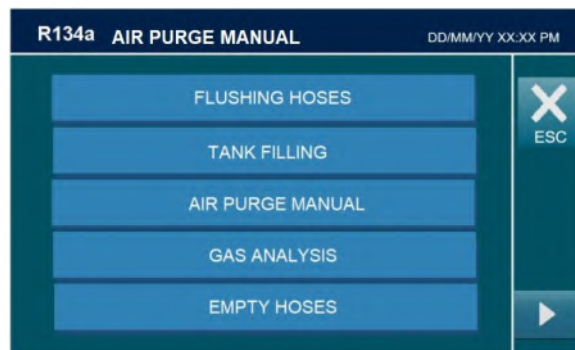 R134a AIR PURGE MANUAL DD/MM/YY XX:XX PM
FLUSHING HOSES
ESC
TANK FILLING
AIR PURGE MANUAL
GAS ANALYSIS
EMPTY HOSES